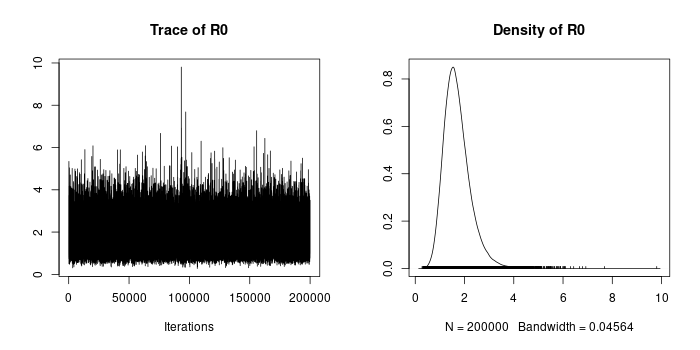 Trace of R0
10
8
6
4
2
0
0 50000 100000 150000 200000
Iterations
Density of R0
0.8
0.6
0.4
0.2
0.0
0 2 4 6 8 10
N = 200000 Bandwidth = 0.04564